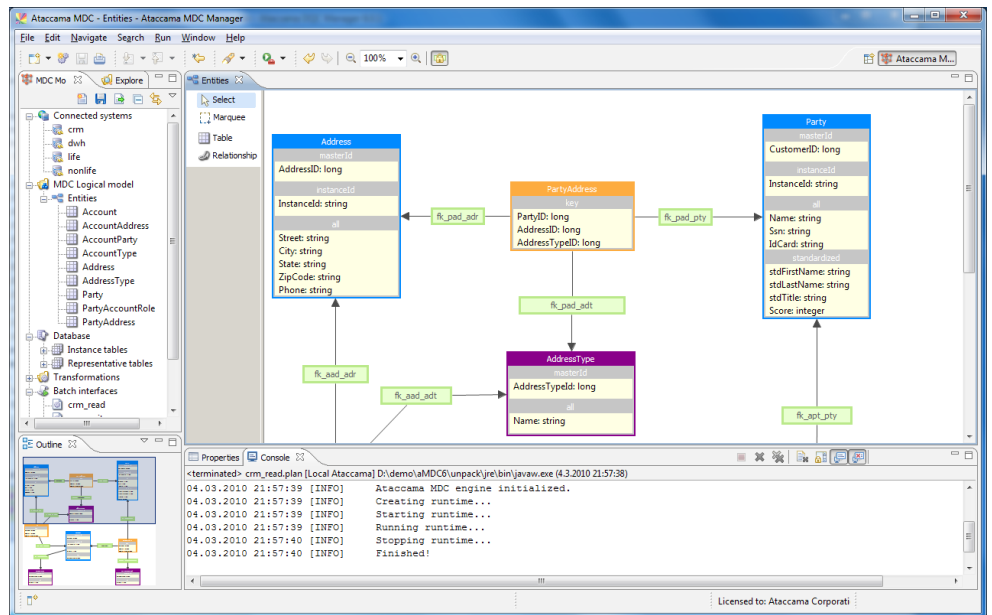 Ataccama MDC - Entities - Ataccama MDC Manager
File Edit Navigate Search Run Window Help
100%
Ataccama M...
MDC Mo
Explore
Entities
Connected systems
crm
dwh
life
nonlife
MDC Logical model
Entities
Account
AccountAddress
AccountParty
AccountType
Address
AddressType
Party
PartyAccountRole
PartyAddress
Database
Instance tables
Representative tables
Transformations
Batch interfaces
crm_read
Select
Marquee
Table
Relationship
Address
masterId
AddressID: long
instanceId
InstanceId: string
all
Street: string
City: string
State: string
ZipCode: string
Phone: string
fk_pad_adr
PartyAddress
key
PartyID: long
AddressID: long
AddressTypeID: long
fk_pad_pty
Party
masterId
CustomerID: long
instanceId
InstanceId: string
all
Name: string
Ssn: string
IdCard: string
standardized
stdFirstName: string
stdLastName: string
stdTitle: string
Score: integer
fk_pad_adt
fk_aad_adr
fk_aad_adt
AddressType
masterId
AddressTypeId: long
all
Name: string
fk_apt_pty
Outline
Properties
Console
<terminated> crm_read.plan [Local Ataccama] D:\demo\aMDC6\unpack\jre\bin\javaw.exe (4.3.2010 21:57:38)
04.03.2010 21:57:39 [INFO] Ataccama MDC engine initialized.
04.03.2010 21:57:39 [INFO] Creating runtime...
04.03.2010 21:57:39 [INFO] Starting runtime...
04.03.2010 21:57:39 [INFO] Running runtime...
04.03.2010 21:57:40 [INFO] Stopping runtime...
04.03.2010 21:57:40 [INFO] Finished!
Licensed to: Ataccama Corporati